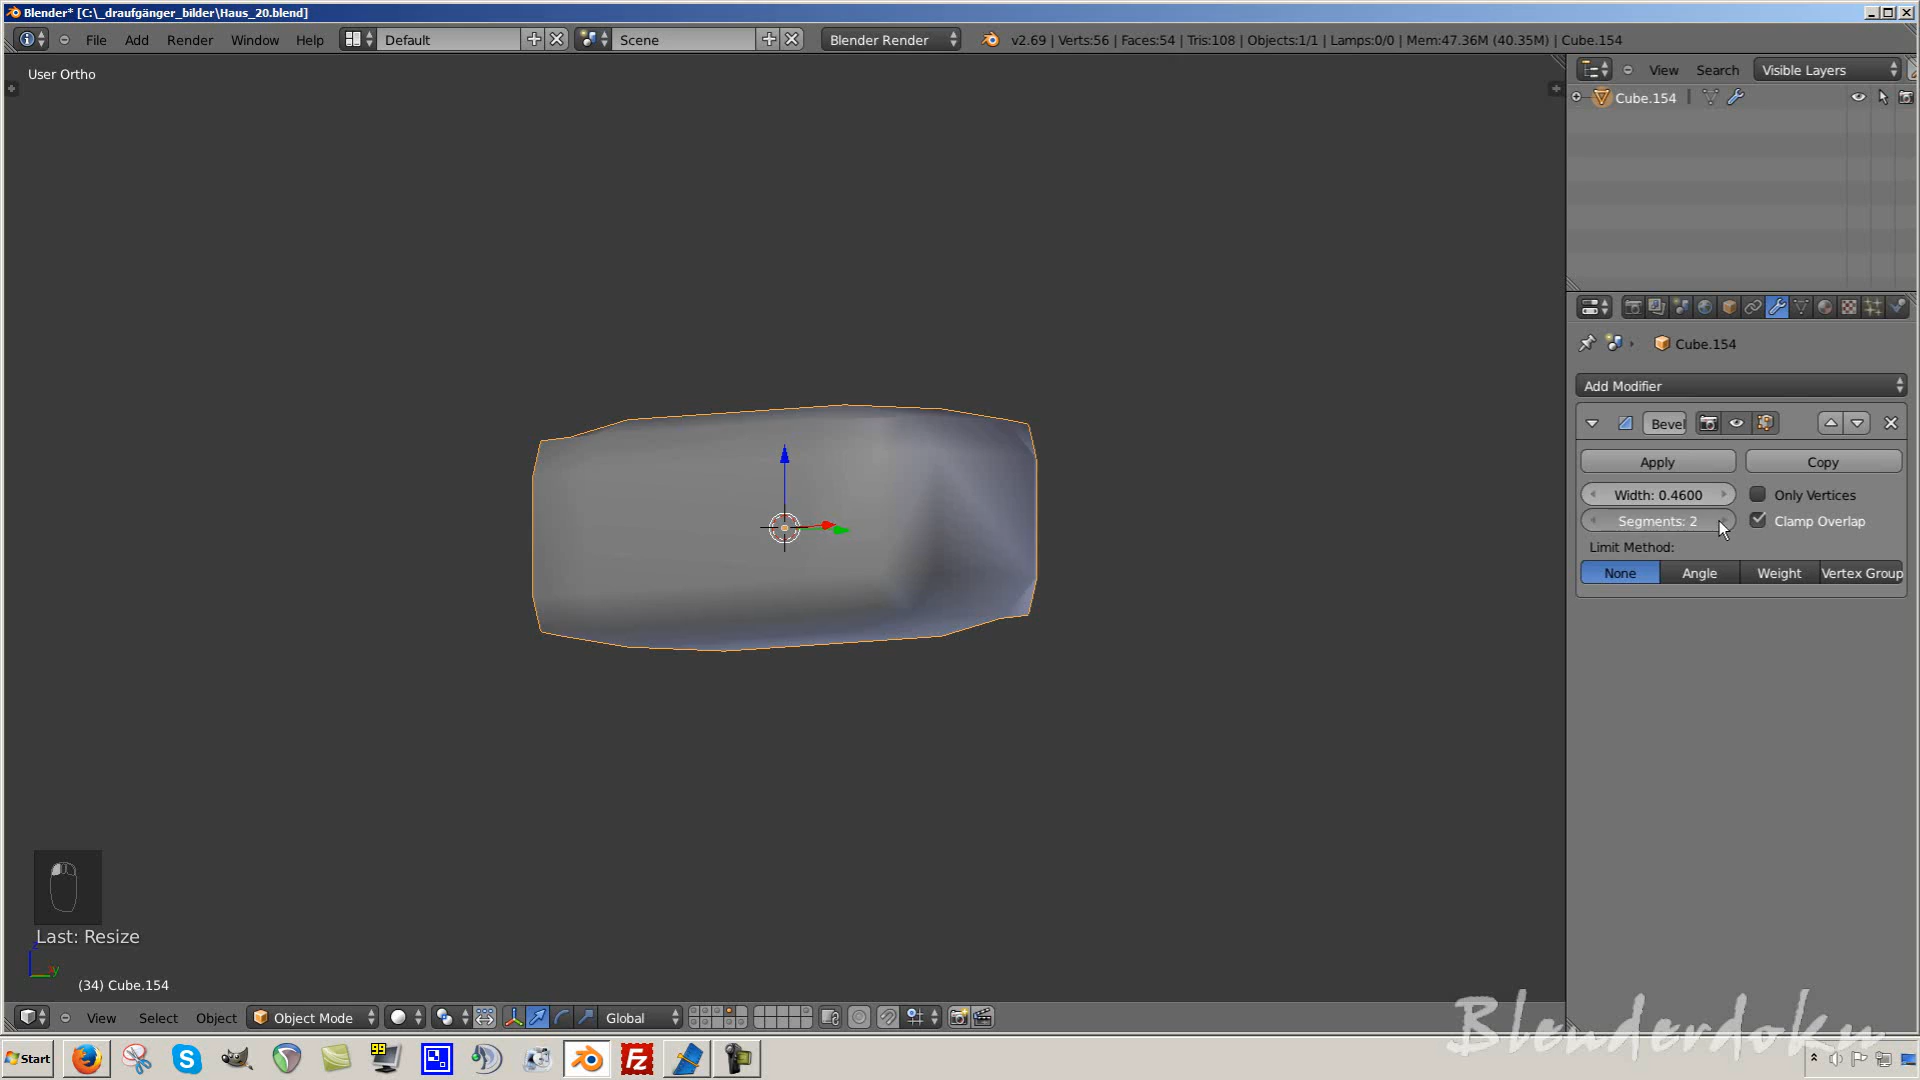 Blender* [C:\_draufgänger_bilder\Haus_20.blend]
File Add Render Window Help Default Scene Blender Render v2.69 | Verts:56 | Faces:54 | Tris:108 | Objects:1/1 | Lamps:0/0 | Mem:47.36M (40.35M) | Cube.154
User Ortho
View Search Visible Layers
Cube.154
Cube.154
Add Modifier
Bevel
Apply Copy
Width: 0.4600 Only Vertices
Segments: 2 Clamp Overlap
Limit Method:
None Angle Weight Vertex Group
Last: Resize
z
y
(34) Cube.154
View Select Object Object Mode Global
Blenderdoku
Start
99